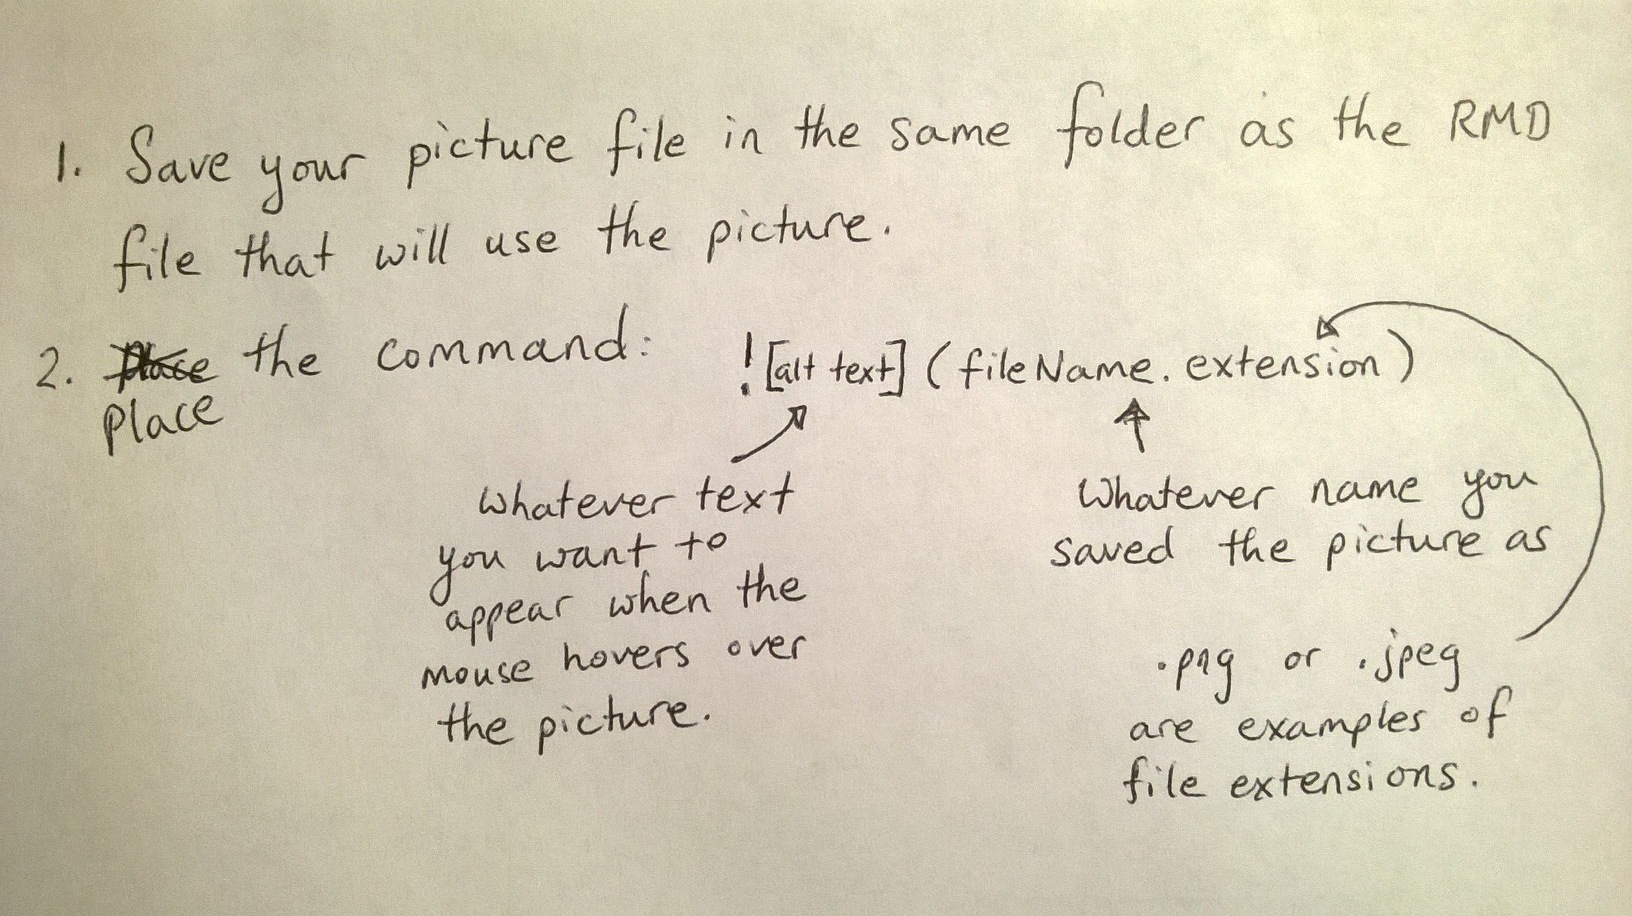 1. Save your picture file in the same folder as the RMD
file that will use the picture.
2. Place the command: ![alt text](fileName.extension)
Place
Whatever text
you want to
appear when the
mouse hovers over
the picture.
Whatever name you
saved the picture as
.png or .jpeg
are examples of
file extensions.